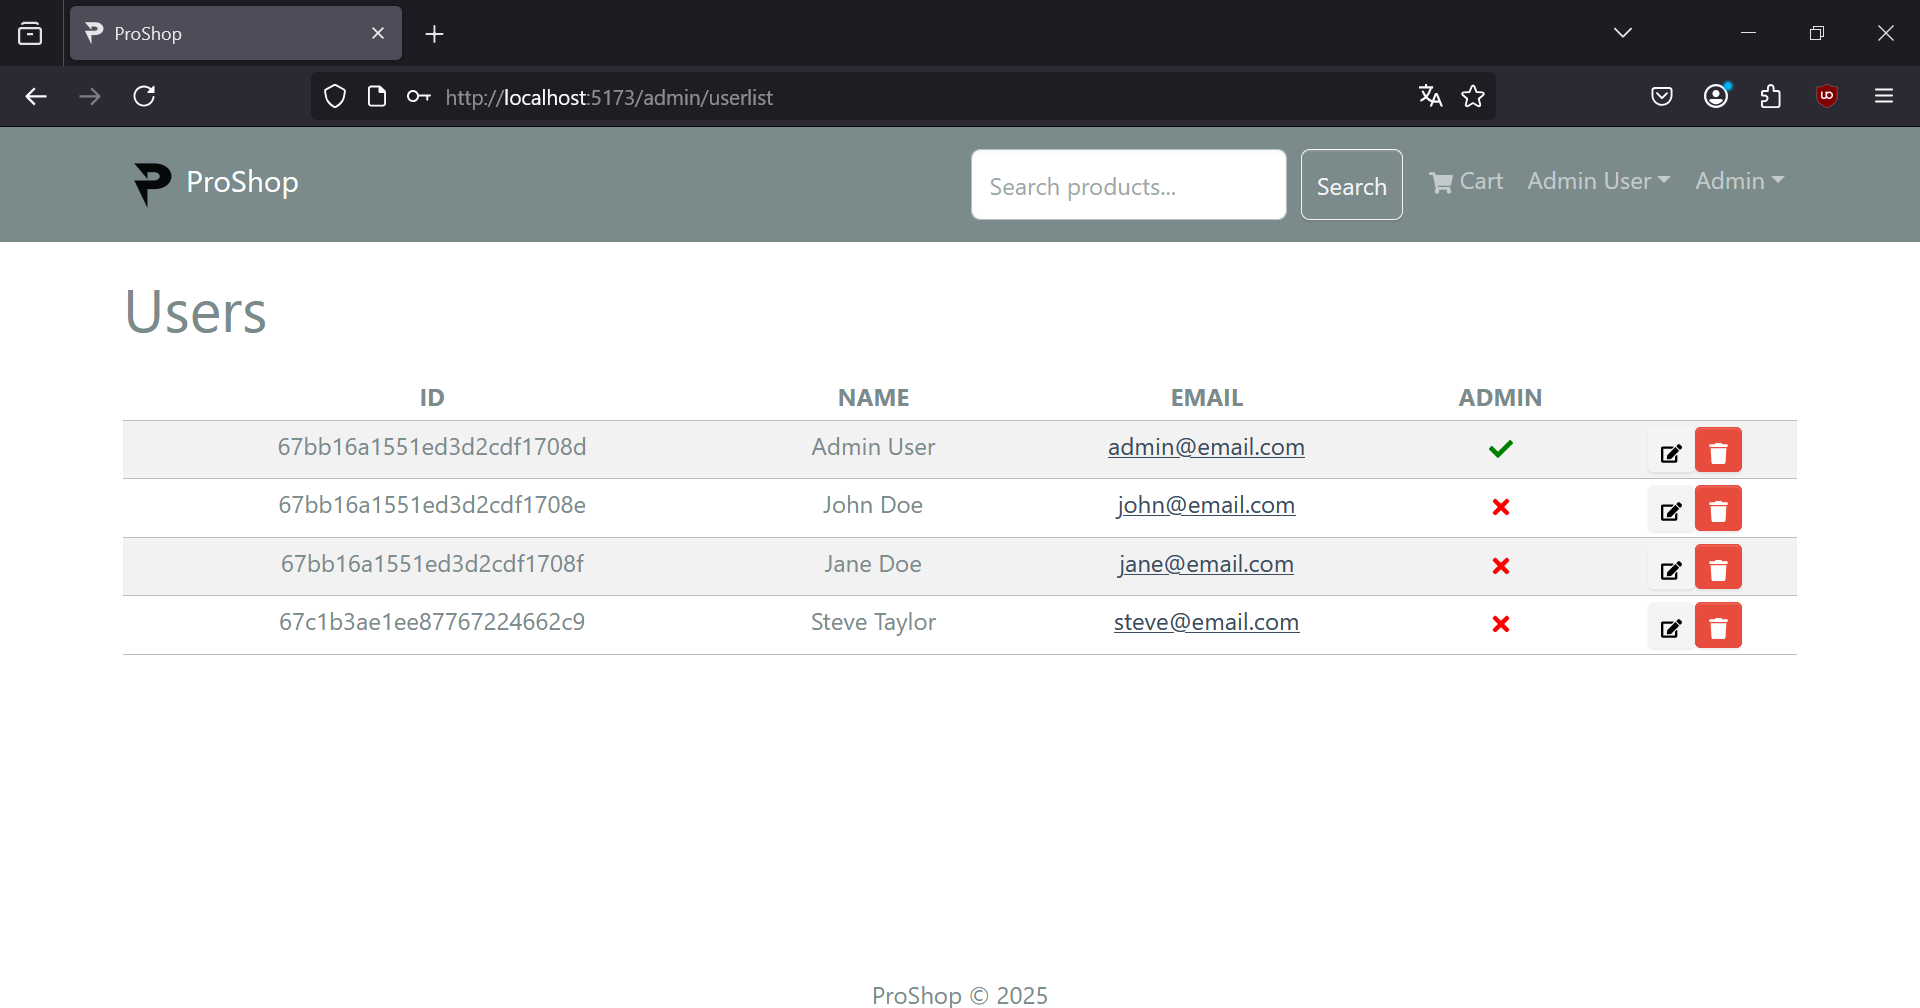 ProShop
http://localhost:5173/admin/userlist
ProShop
Search products...
Search
Cart
Admin User
Admin
Users
ID NAME EMAIL ADMIN
67bb16a1551ed3d2cdf1708d Admin User admin@email.com
67bb16a1551ed3d2cdf1708e John Doe john@email.com
67bb16a1551ed3d2cdf1708f Jane Doe jane@email.com
67c1b3ae1ee87767224662c9 Steve Taylor steve@email.com
ProShop © 2025